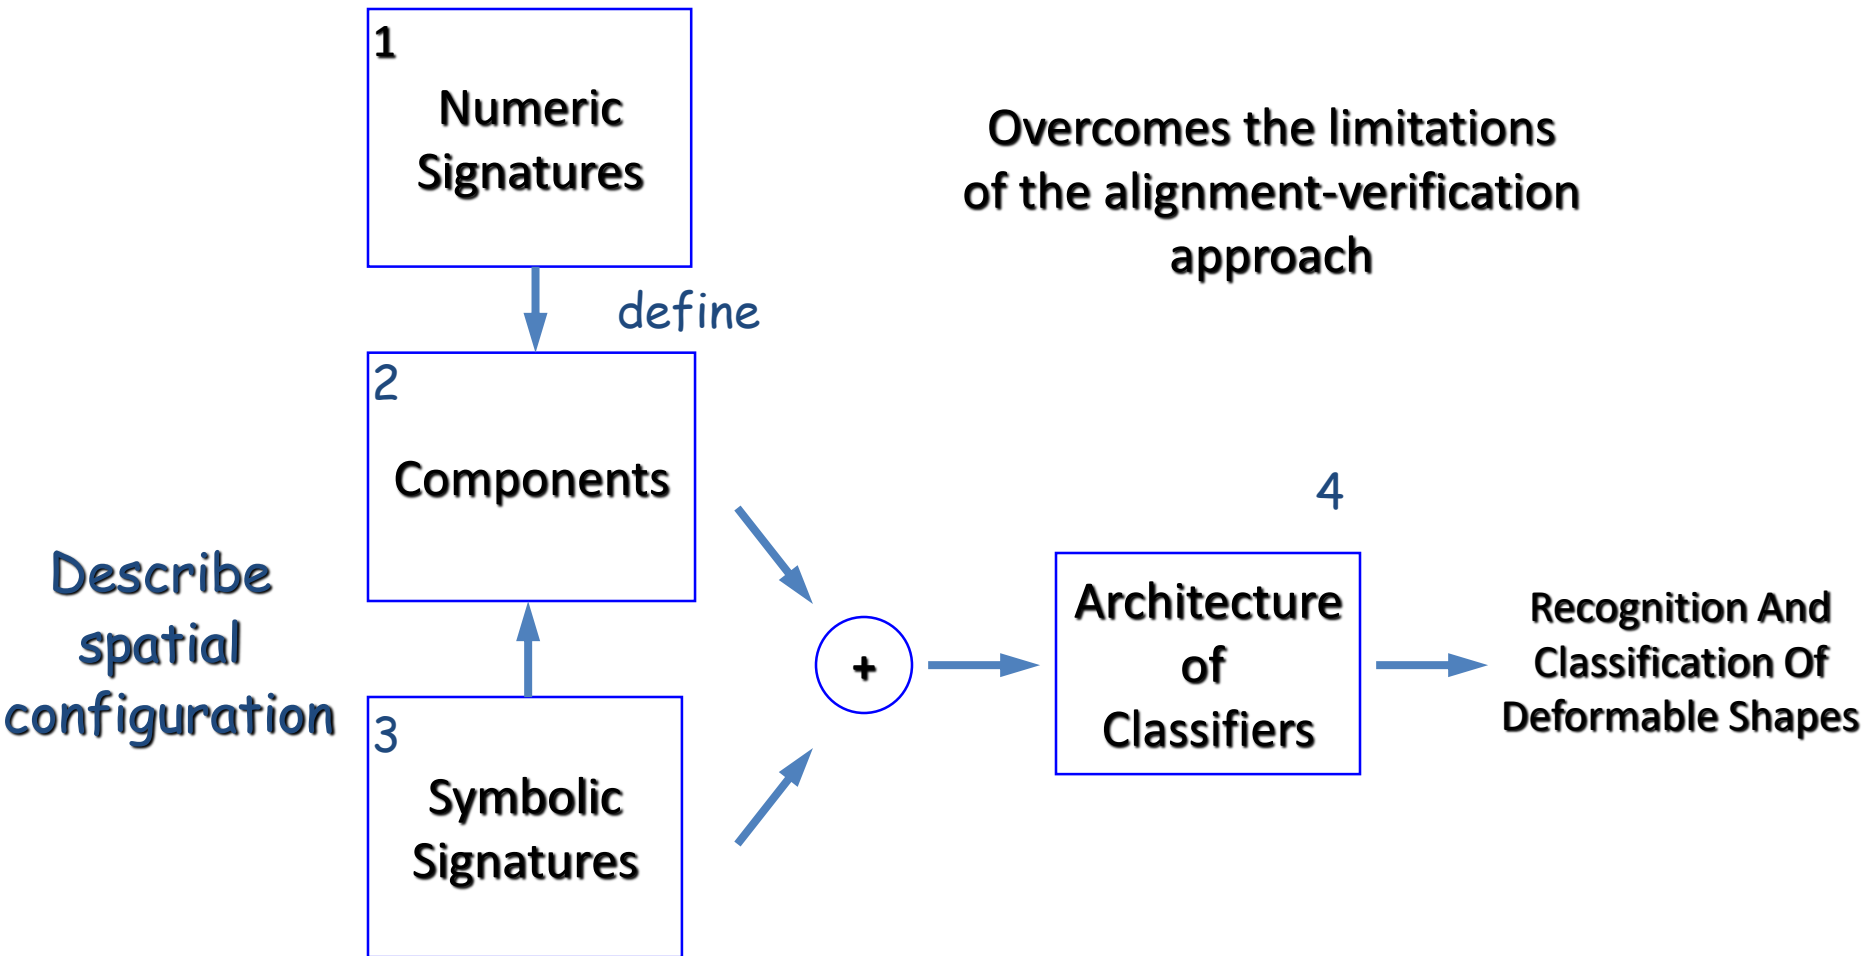 1
Numeric
Signatures
Overcomes the limitations
of the alignment-verification
approach
define
2
Components
Describe
spatial
configuration
3
Symbolic
Signatures
+
4
Architecture
of
Classifiers
Recognition And
Classification Of
Deformable Shapes